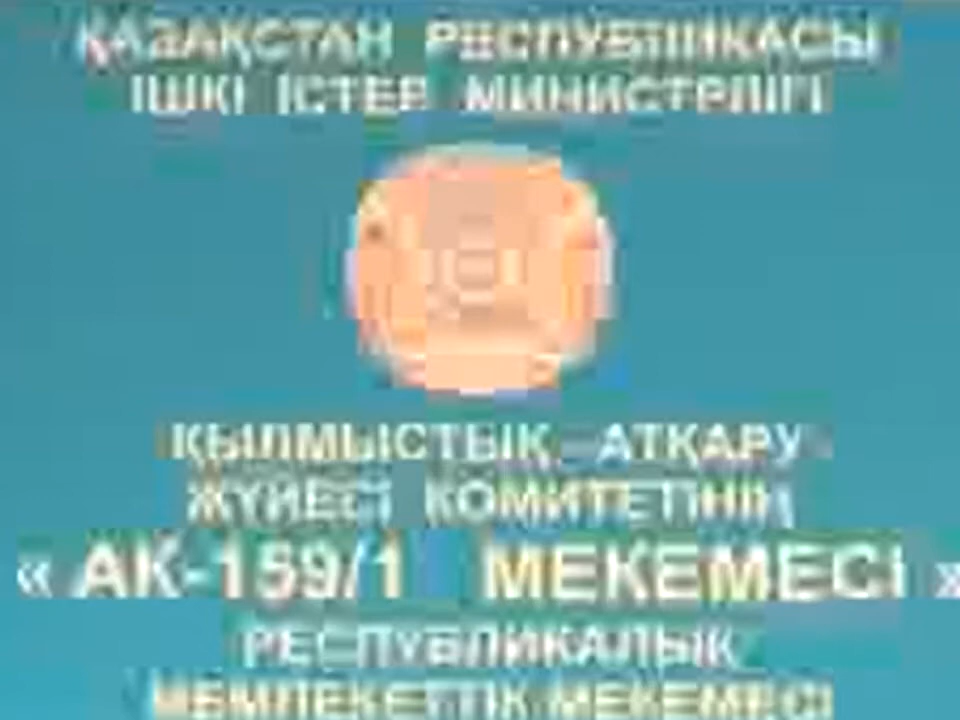 ҚАЗАҚСТАН РЕСПУБЛИКАСЫ
ІШКІ ІСТЕР МИНИСТРЛІГІ
ҚЫЛМЫСТЫҚ - АТҚАРУ
ЖҮЙЕСІ КОМИТЕТІНІҢ
« АК-159/1 МЕКЕМЕСІ »
РЕСПУБЛИКАЛЫҚ
МЕМЛЕКЕТТІК МЕКЕМЕСІ